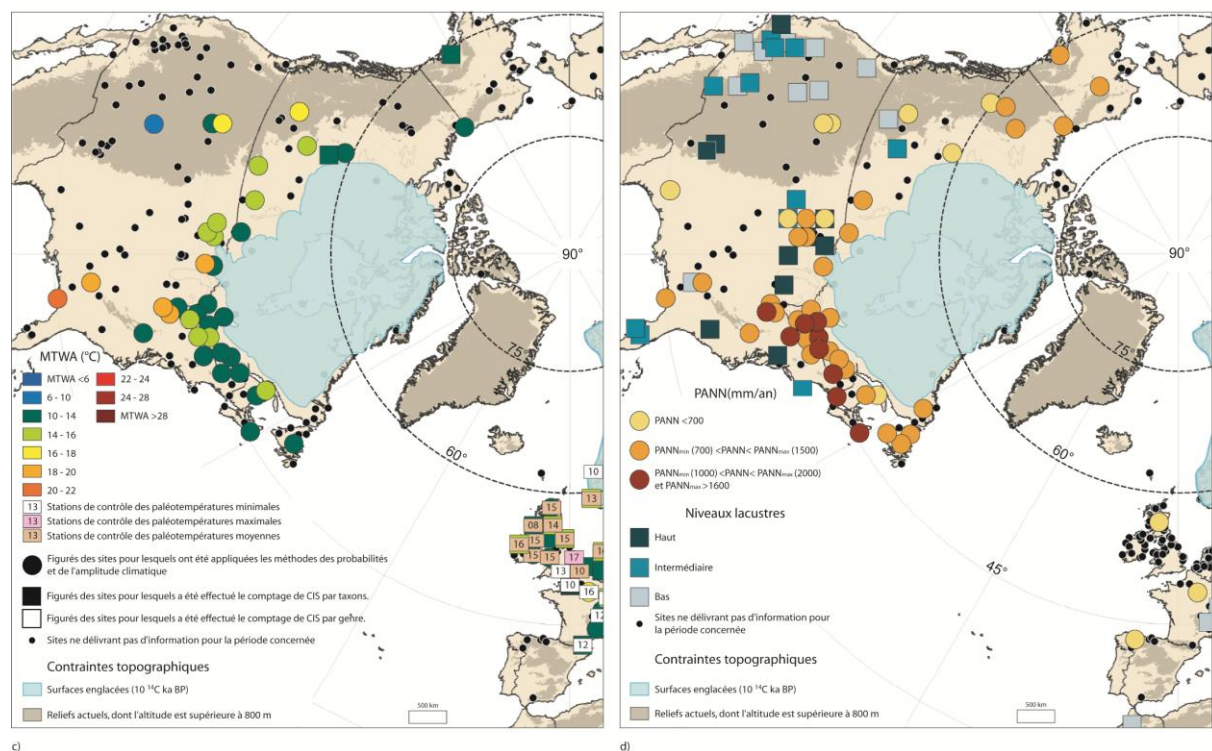 90°
75°
60°
MTWA (°C)
MTWA <6
22 - 24
6 - 10
24 - 28
10 - 14
MTWA >28
14 - 16
16 - 18
18 - 20
20 - 22
13 Stations de contrôle des paléotempératures minimales
13 Stations de contrôle des paléotempératures maximales
13 Stations de contrôle des paléotempératures moyennes
Figurés des sites pour lesquels ont été appliquées les méthodes des probabilités
et de l'amplitude climatique
Figurés des sites pour lesquels a été effectué le comptage de CIS par taxons.
Figurés des sites pour lesquels a été effectué le comptage de CIS par genre.
Sites ne délivrant pas d'information pour la période concernée
Contraintes topographiques
Surfaces englacées (10 ¹⁴C ka BP)
Reliefs actuels, dont l'altitude est supérieure à 800 m
500 km
10
13
15
08
14
16
15
15
15
15
17
13
10
10
16
12
12
c)
90°
75°
60°
45°
PANN(mm/an)
PANN <700
PANNmin (700) <PANN< PANNmax (1500)
PANNmin (1000) <PANN< PANNmax (2000)
et PANNmax >1600
Niveaux lacustres
Haut
Intermédiaire
Bas
Sites ne délivrant pas d'information pour
la période concernée
Contraintes topographiques
Surfaces englacées (10 ¹⁴C ka BP)
Reliefs actuels, dont l'altitude est supérieure à 800 m
500 km
d)